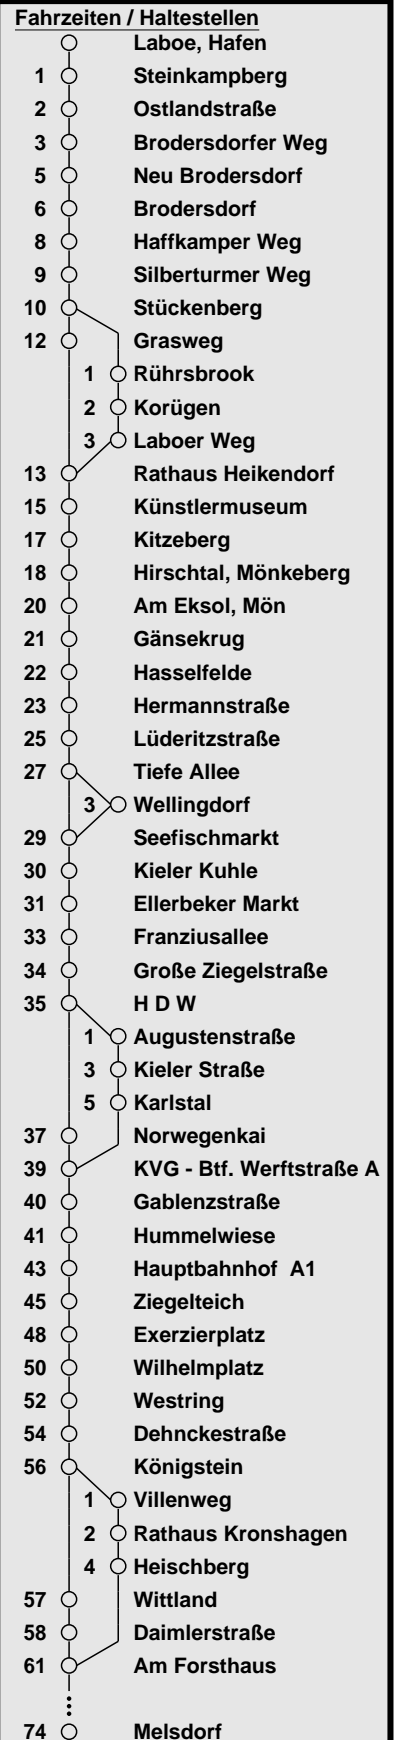 Fahrzeiten / Haltestellen
Laboe, Hafen
1 Steinkampberg
2 Ostlandstraße
3 Brodersdorfer Weg
5 Neu Brodersdorf
6 Brodersdorf
8 Haffkamper Weg
9 Silberturmer Weg
10 Stückenberg
12 Grasweg
1 Rührsbrook
2 Korügen
3 Laboer Weg
13 Rathaus Heikendorf
15 Künstlermuseum
17 Kitzeberg
18 Hirschtal, Mönkeberg
20 Am Eksol, Mön
21 Gänsekrug
22 Hasselfelde
23 Hermannstraße
25 Lüderitzstraße
27 Tiefe Allee
3 Wellingdorf
29 Seefischmarkt
30 Kieler Kuhle
31 Ellerbeker Markt
33 Franziusallee
34 Große Ziegelstraße
35 H D W
1 Augustenstraße
3 Kieler Straße
5 Karlstal
37 Norwegenkai
39 KVG - Btf. Werftstraße A
40 Gablenzstraße
41 Hummelwiese
43 Hauptbahnhof A1
45 Ziegelteich
48 Exerzierplatz
50 Wilhelmplatz
52 Westring
54 Dehnckestraße
56 Königstein
1 Villenweg
2 Rathaus Kronshagen
4 Heischberg
57 Wittland
58 Daimlerstraße
61 Am Forsthaus
74 Melsdorf